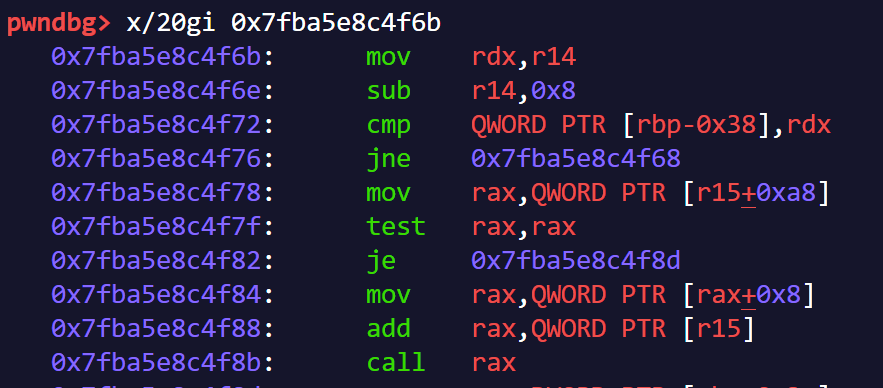 pwndbg> x/20gi 0x7fba5e8c4f6b
0x7fba5e8c4f6b: mov rdx,r14
0x7fba5e8c4f6e: sub r14,0x8
0x7fba5e8c4f72: cmp QWORD PTR [rbp-0x38],rdx
0x7fba5e8c4f76: jne 0x7fba5e8c4f68
0x7fba5e8c4f78: mov rax,QWORD PTR [r15+0xa8]
0x7fba5e8c4f7f: test rax,rax
0x7fba5e8c4f82: je 0x7fba5e8c4f8d
0x7fba5e8c4f84: mov rax,QWORD PTR [rax+0x8]
0x7fba5e8c4f88: add rax,QWORD PTR [r15]
0x7fba5e8c4f8b: call rax